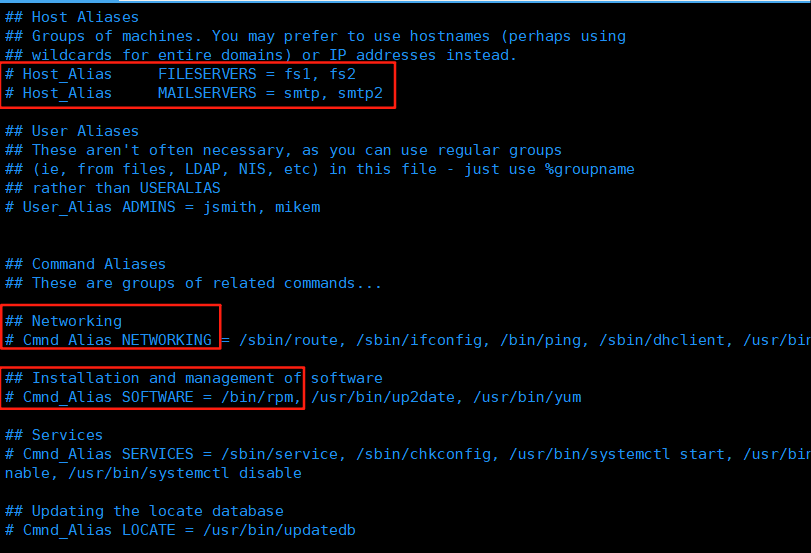 ## Host Aliases
## Groups of machines. You may prefer to use hostnames (perhaps using
## wildcards for entire domains) or IP addresses instead.
# Host_Alias     FILESERVERS = fs1, fs2
# Host_Alias     MAILSERVERS = smtp, smtp2
## User Aliases
## These aren't often necessary, as you can use regular groups
## (ie, from files, LDAP, NIS, etc) in this file - just use %groupname
## rather than USERALIAS
# User_Alias ADMINS = jsmith, mikem
## Command Aliases
## These are groups of related commands...
## Networking
# Cmnd_Alias NETWORKING = /sbin/route, /sbin/ifconfig, /bin/ping, /sbin/dhclient, /usr/bin
## Installation and management of software
# Cmnd_Alias SOFTWARE = /bin/rpm, /usr/bin/up2date, /usr/bin/yum
## Services
# Cmnd_Alias SERVICES = /sbin/service, /sbin/chkconfig, /usr/bin/systemctl start, /usr/bin
nable, /usr/bin/systemctl disable
## Updating the locate database
# Cmnd_Alias LOCATE = /usr/bin/updatedb